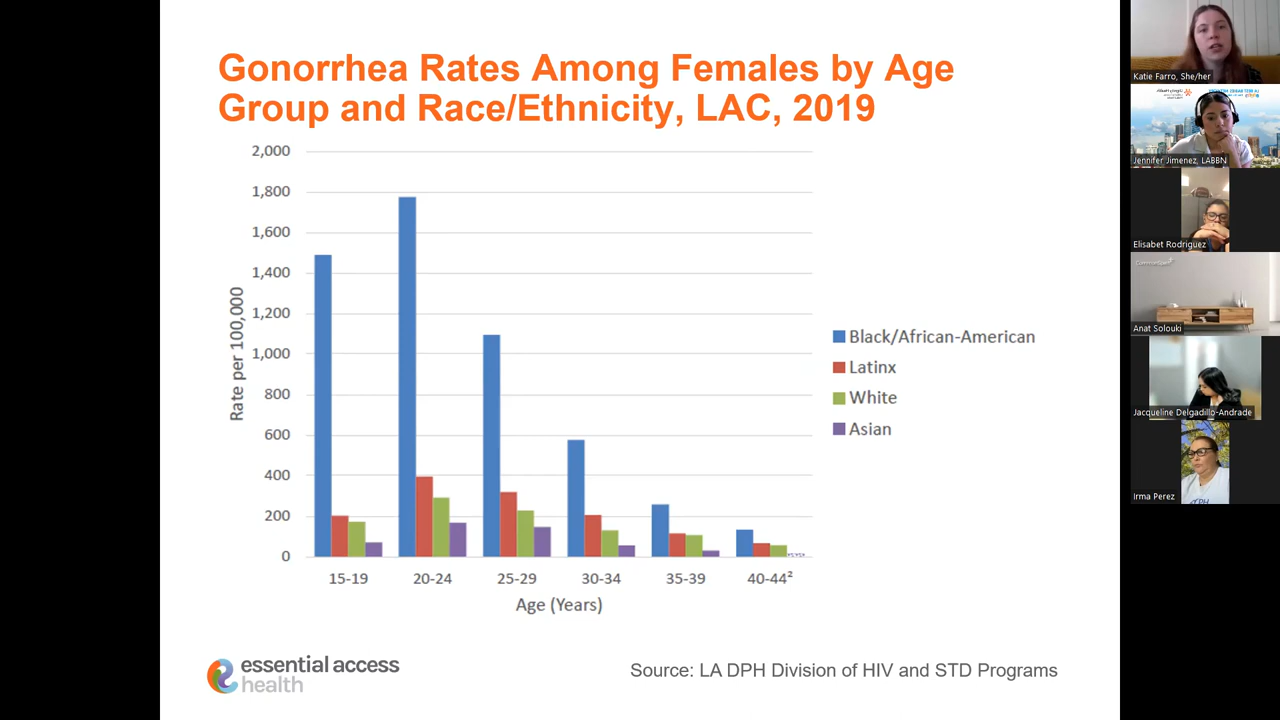 Gonorrhea Rates Among Females by Age
Group and Race/Ethnicity, LAC, 2019
2,000
1,800
1,600
1,400
1,200
1,000
800
600
400
200
0
Rate per 100,000
15-19
20-24
25-29
30-34
35-39
40-44²
Age (Years)
Black/African-American
Latinx
White
Asian
essential access
health
Source: LA DPH Division of HIV and STD Programs
Katie Farro, She/her
Jennifer Jimenez, LABBN
Elisabet Rodriguez
Anat Solouki
Jacqueline Delgadillo-Andrade
Irma Perez